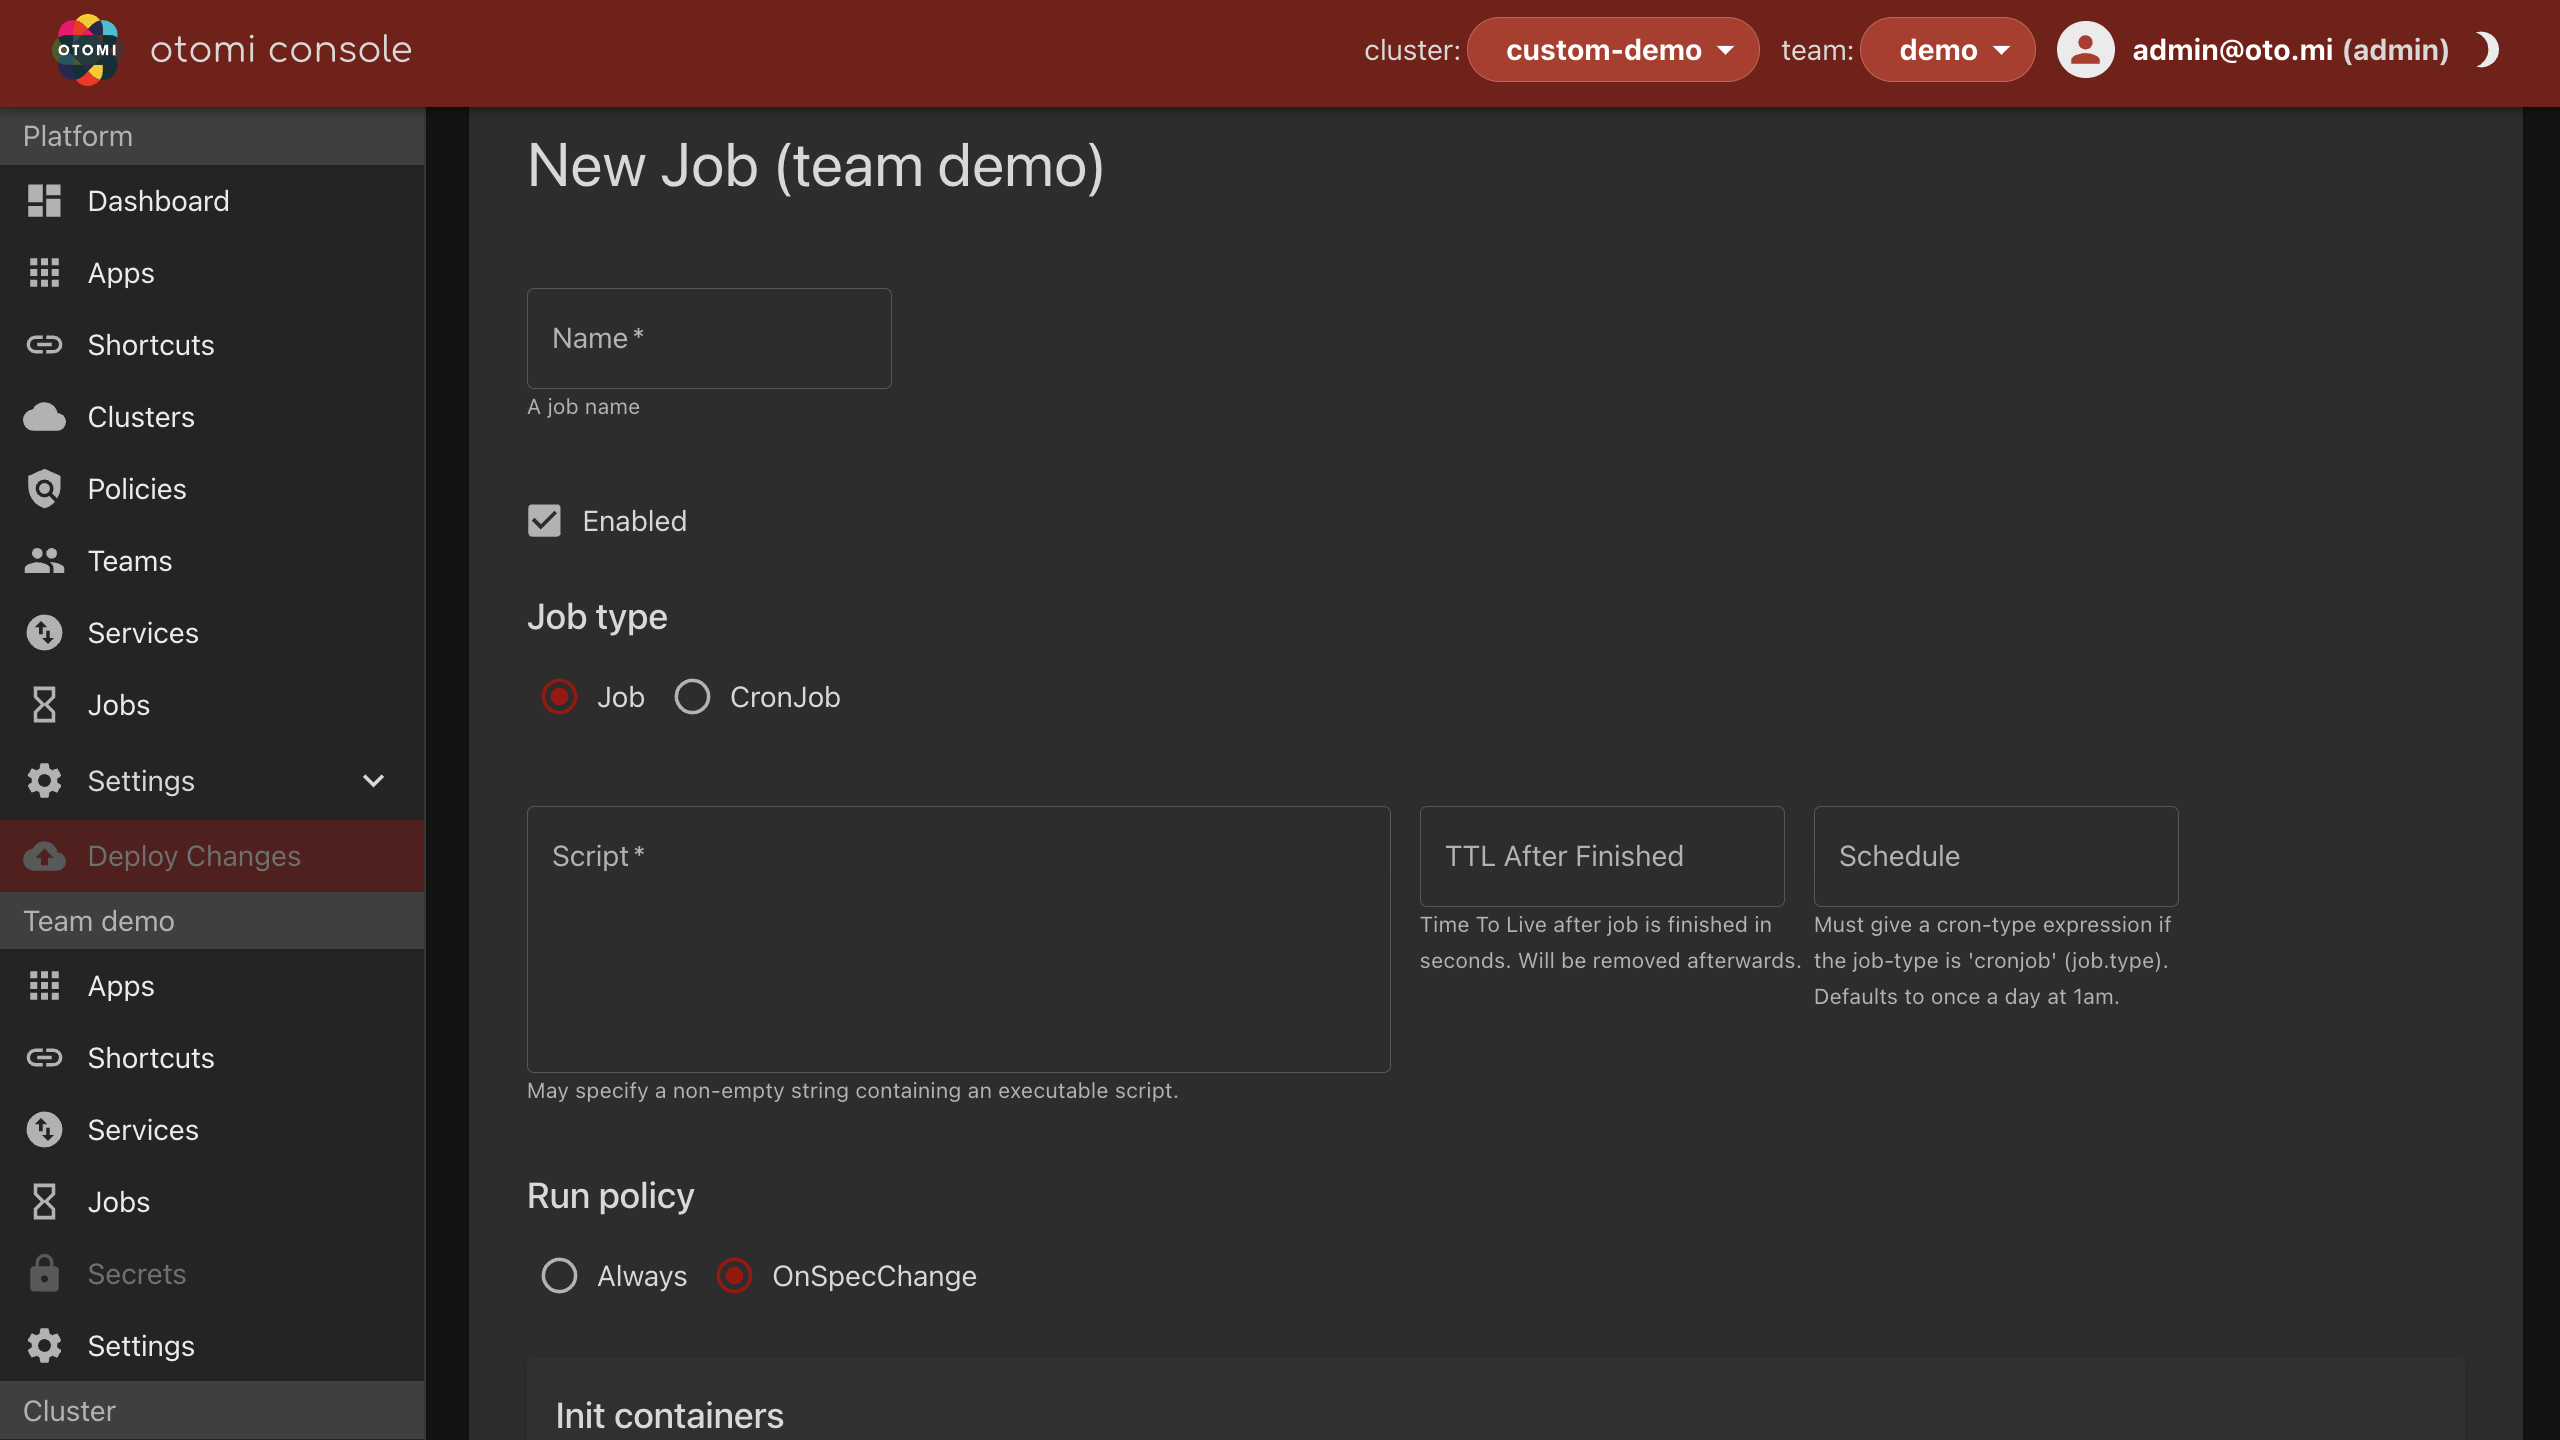 OTOMI
otomi console
cluster:
custom-demo
team:
demo
admin@oto.mi (admin)
Platform
Dashboard
Apps
Shortcuts
Clusters
Policies
Teams
Services
Jobs
Settings
Deploy Changes
Team demo
Apps
Shortcuts
Services
Jobs
Secrets
Settings
Cluster
New Job (team demo)
Name *
A job name
Enabled
Job type
Job
CronJob
Script *
May specify a non-empty string containing an executable script.
TTL After Finished
Time To Live after job is finished in
seconds. Will be removed afterwards.
Schedule
Must give a cron-type expression if
the job-type is 'cronjob' (job.type).
Defaults to once a day at 1am.
Run policy
Always
OnSpecChange
Init containers